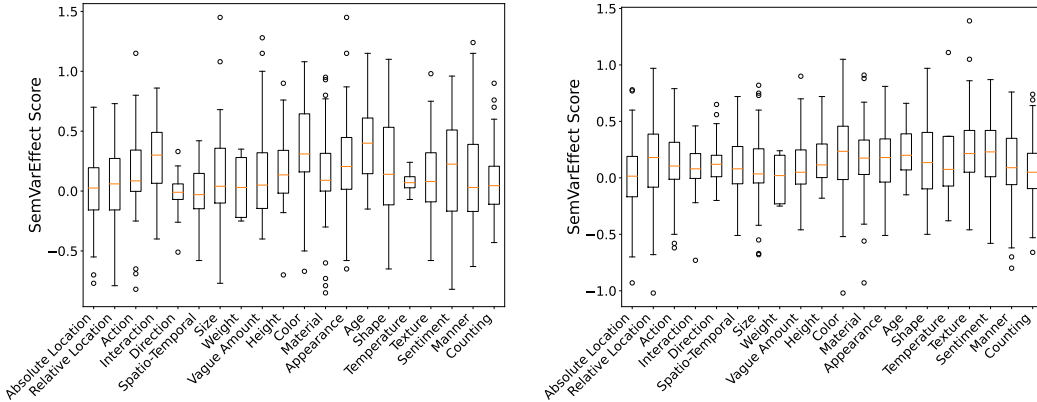 SemVarEffect Score
1.5
1.0
0.5
0.0
−0.5
Absolute Location
Relative Location
Action
Interaction
Direction
Spatio-Temporal
Size
Weight
Vague Amount
Height
Color
Material
Appearance
Age
Shape
Temperature
Texture
Sentiment
Manner
Counting
SemVarEffect Score
1.5
1.0
0.5
0.0
−0.5
−1.0
Absolute Location
Relative Location
Action
Interaction
Direction
Spatio-Temporal
Size
Weight
Vague Amount
Height
Color
Material
Appearance
Age
Shape
Temperature
Texture
Sentiment
Manner
Counting